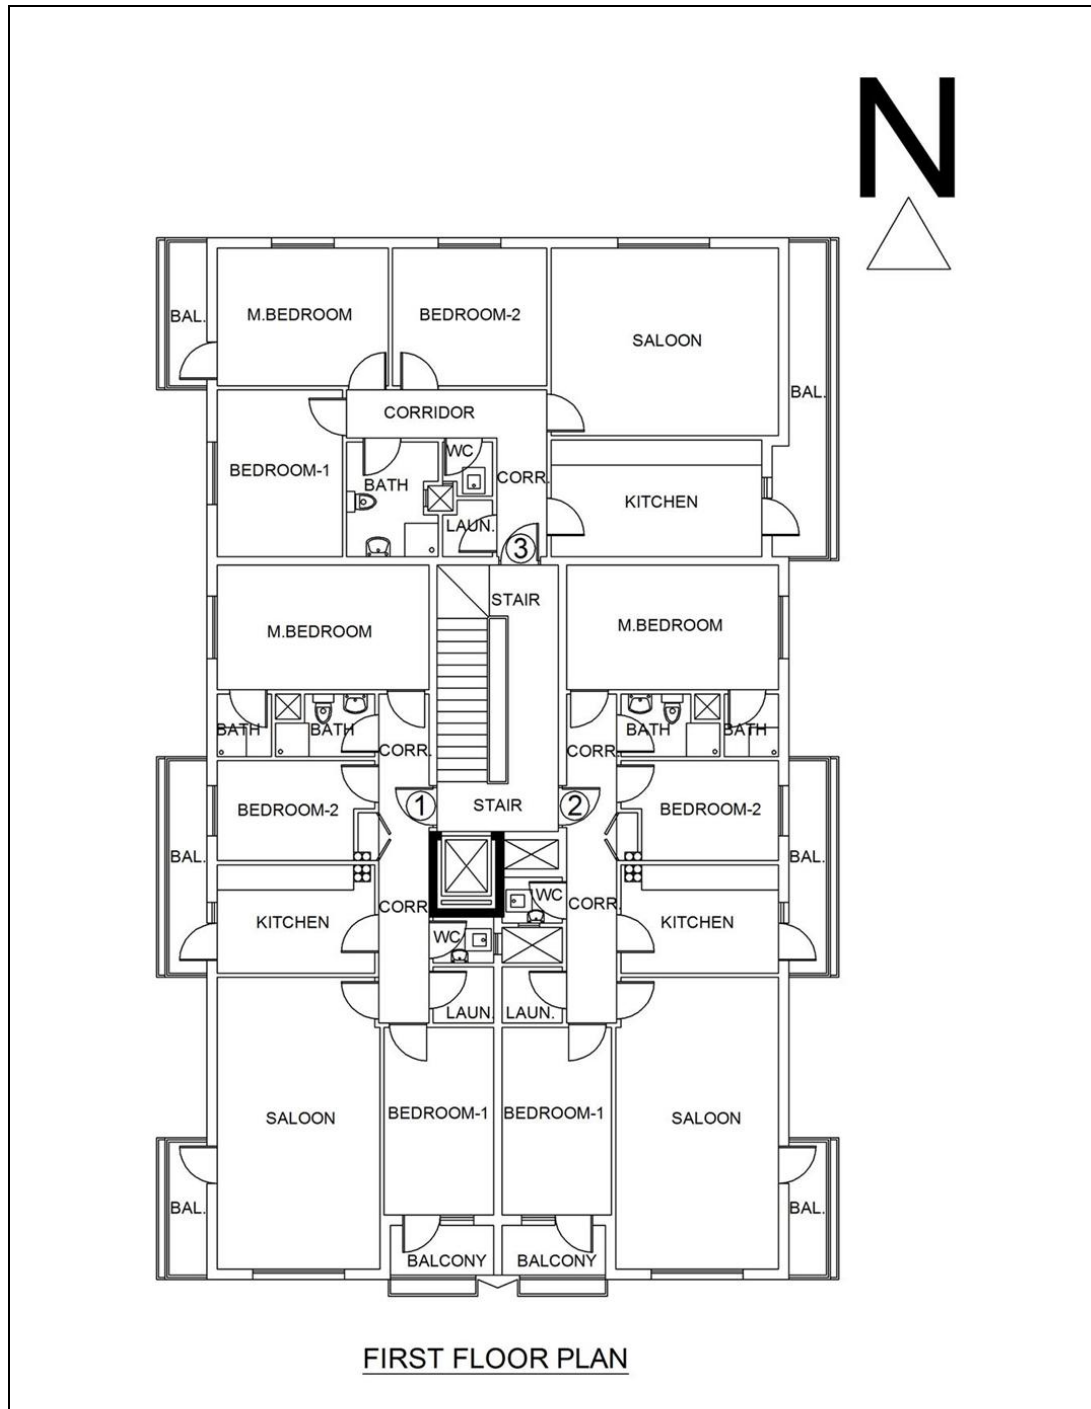 N
M.BEDROOM
BEDROOM-2
SALOON
BAL.
BAL.
CORRIDOR
WC
BEDROOM-1
BATH
CORR.
KITCHEN
LAUN.
3
STAIR
M.BEDROOM
M.BEDROOM
BATH
BATH
BATH
BATH
CORR.
CORR.
BEDROOM-2
1
STAIR
2
BEDROOM-2
BAL.
BAL.
WC
CORR.
CORR.
KITCHEN
WC
KITCHEN
LAUN.
LAUN.
SALOON
BEDROOM-1
BEDROOM-1
SALOON
BAL.
BAL.
BALCONY
BALCONY
FIRST FLOOR PLAN